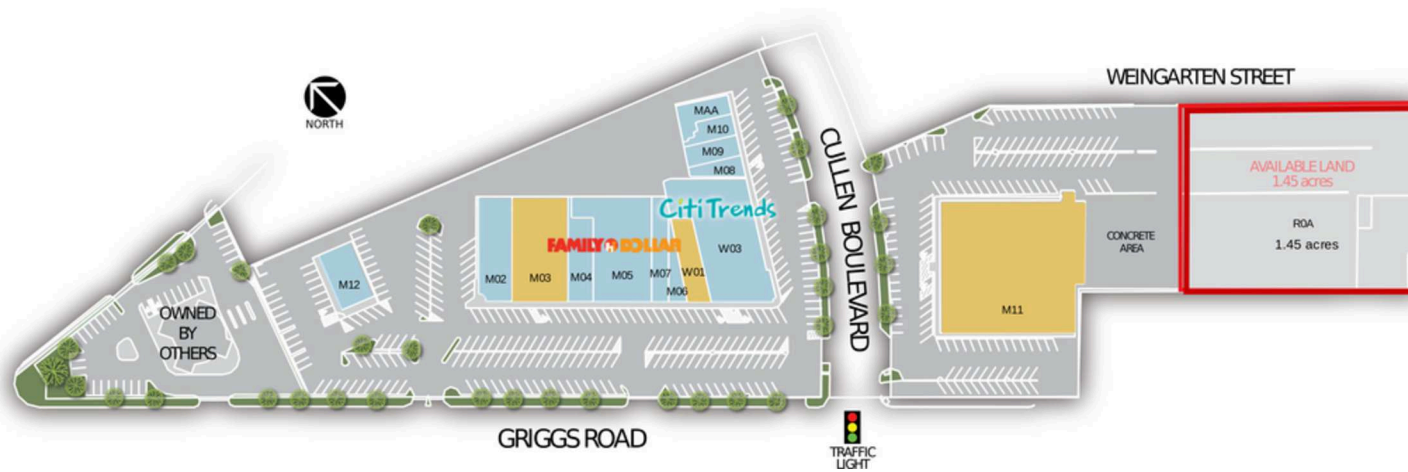 WEINGARTEN STREET
NORTH
MAA
M10
M09
M08
CULLEN BOULEVARD
AVAILABLE LAND
1.45 acres
CitiTrends
R0A
1.45 acres
CONCRETE
AREA
FAMILY DOLLAR
W03
M02
M03
M04
M05
M07
W01
M06
M12
M11
OWNED
BY
OTHERS
GRIGGS ROAD
TRAFFIC
LIGHT